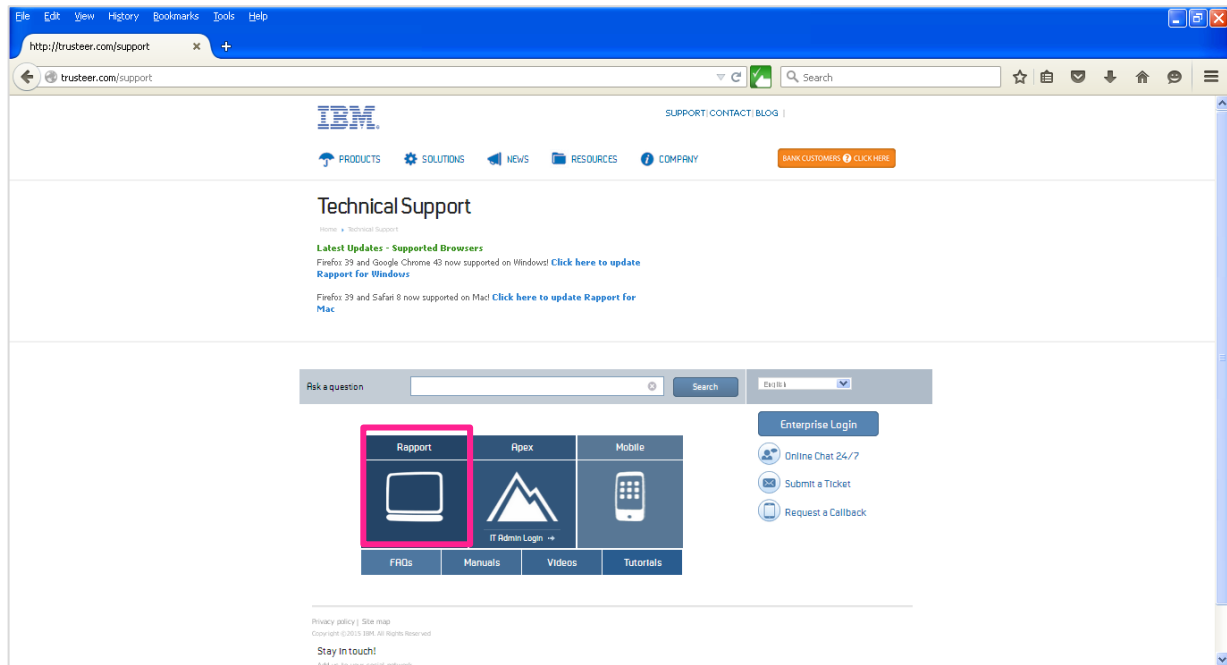 File Edit View History Bookmarks Tools Help
http://trusteer.com/support × +
trusteer.com/support Search
IBM.
SUPPORT| CONTACT| BLOG |
PRODUCTS SOLUTIONS NEWS RESOURCES COMPANY BANK CUSTOMERS ? CLICK HERE
Technical Support
Home Technical Support
Latest Updates - Supported Browsers
Firefox 39 and Google Chrome 43 now supported on Windows! Click here to update
Rapport for Windows
Firefox 39 and Safari 8 now supported on Mac! Click here to update Rapport for
Mac
Ask a question Search English
Enterprise Login
Rapport Apex Mobile
Online Chat 24/7
Submit a Ticket
Request a Callback
IT Admin Login
FAQs Manuals Videos Tutorials
Privacy policy | Site map
Copyright ©2015 IBM. All Rights Reserved
Stay in touch!